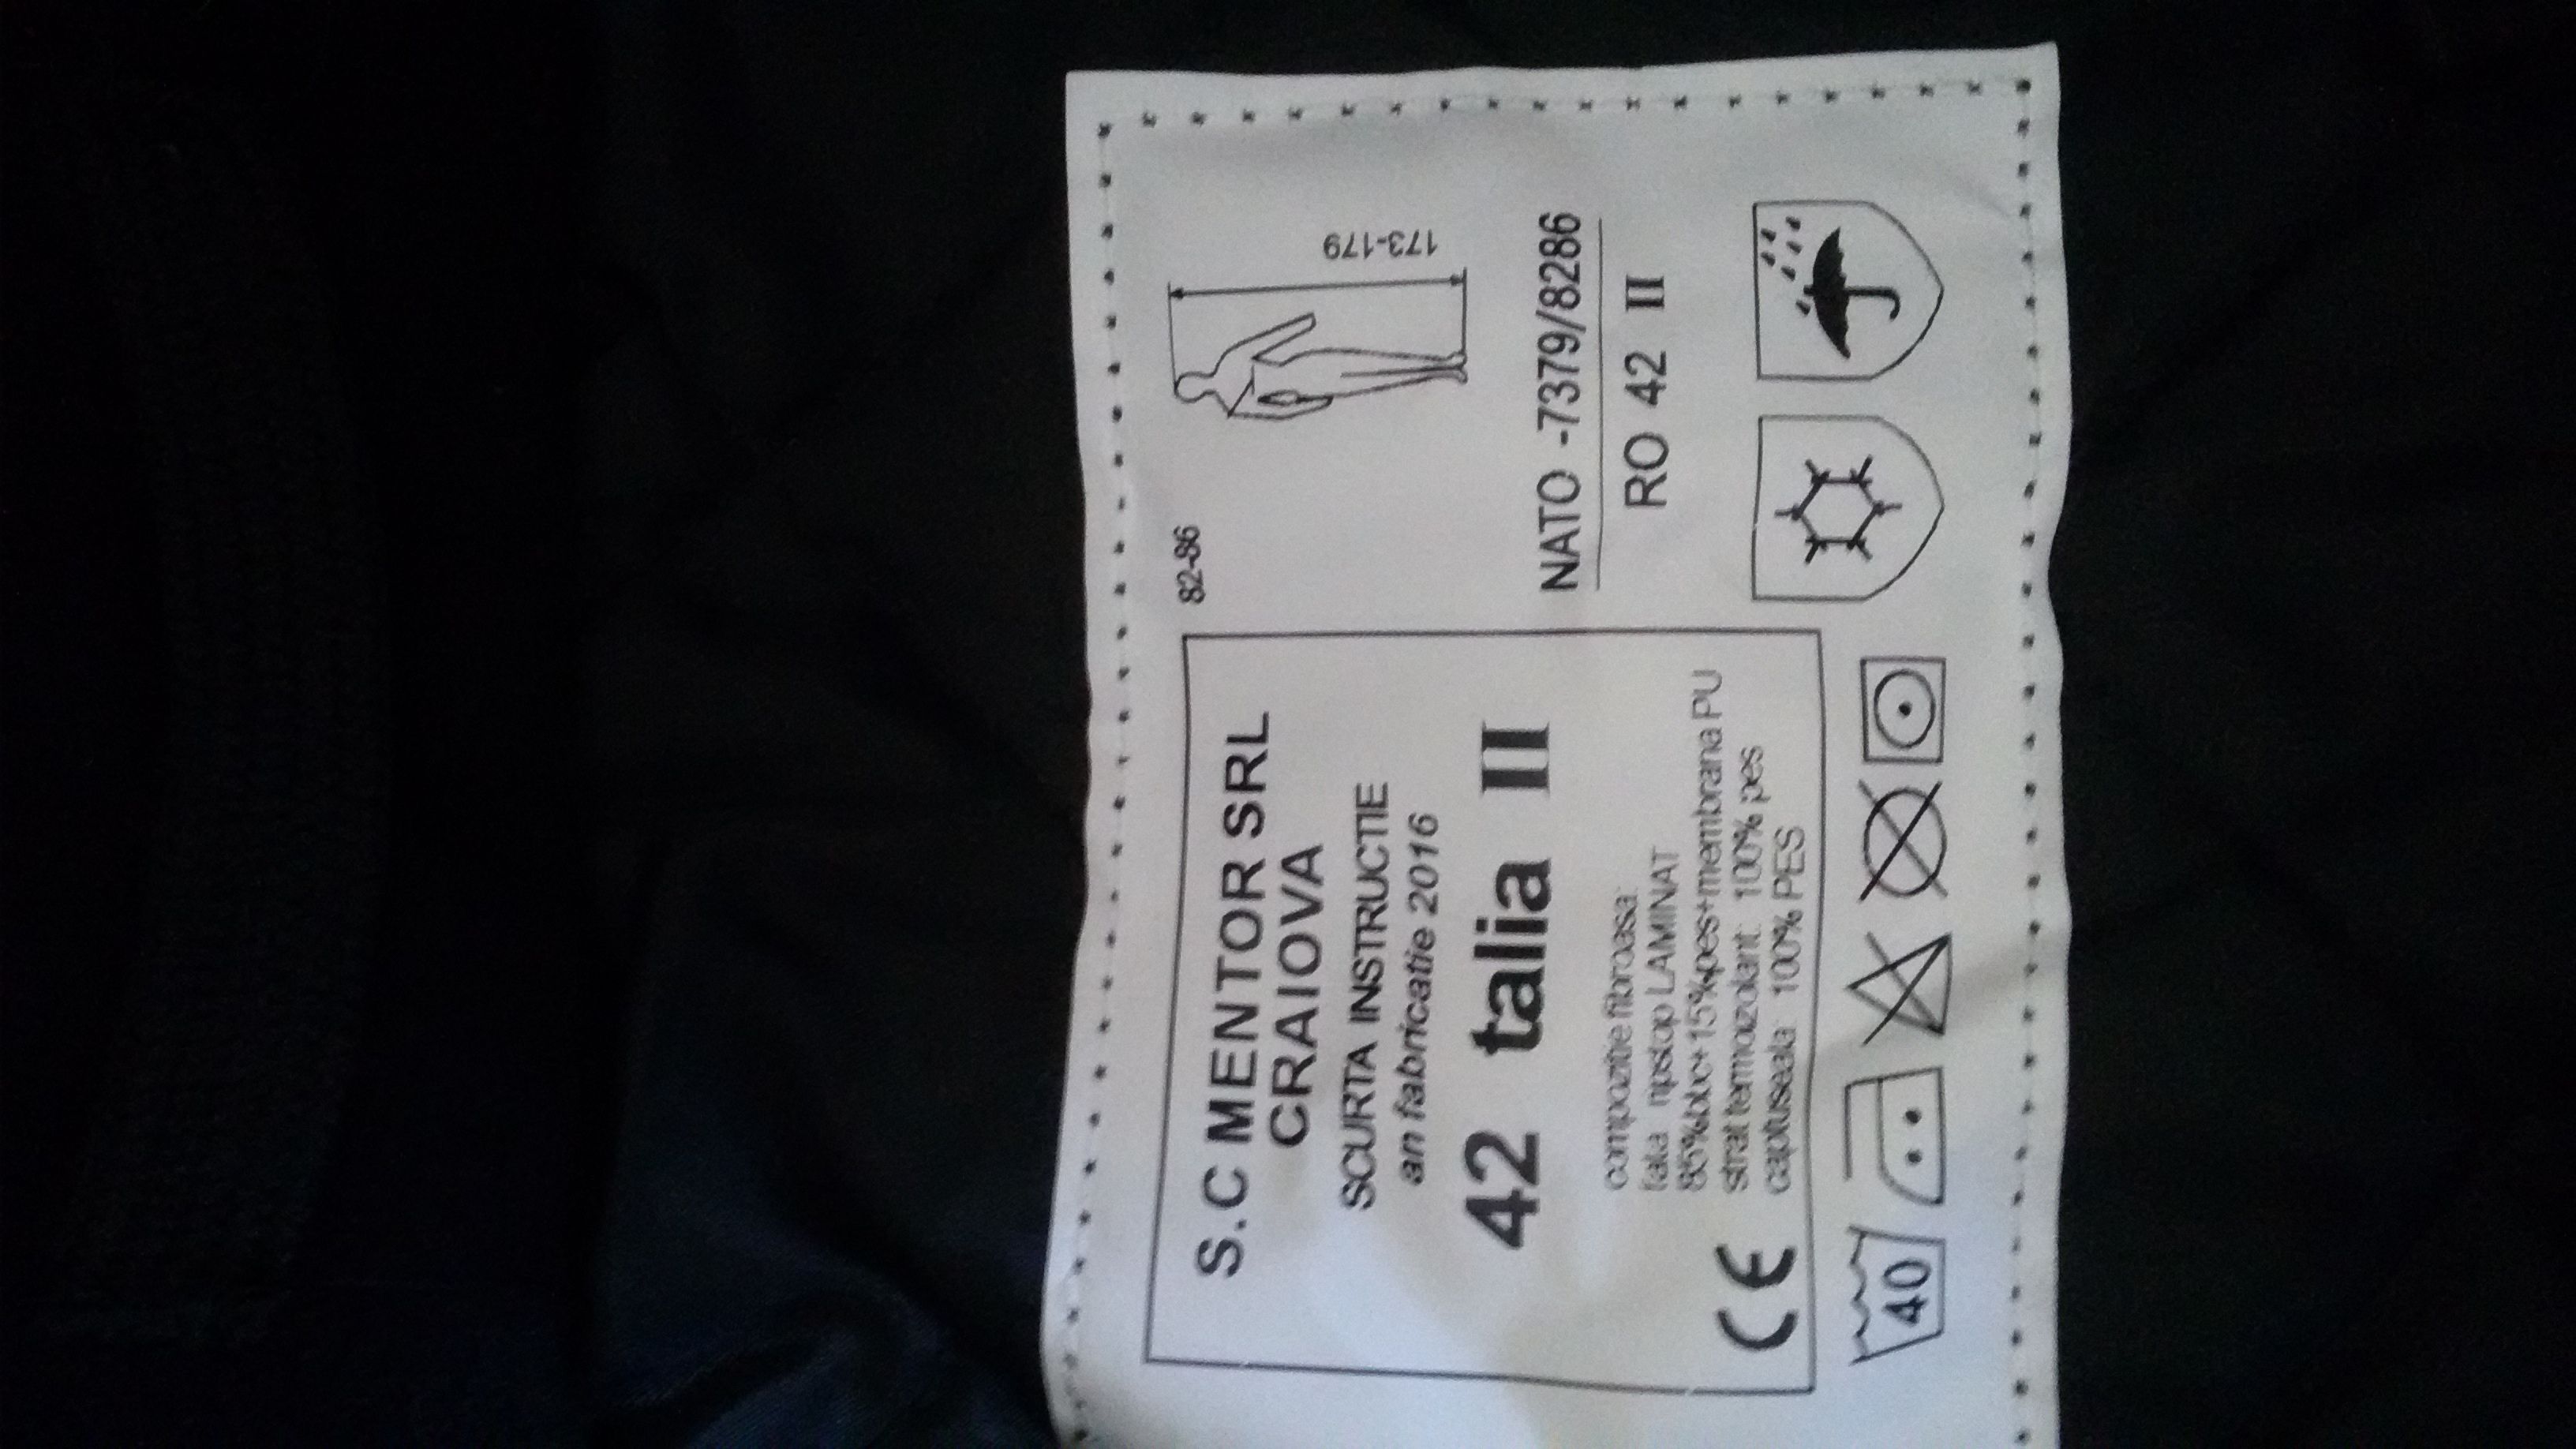 S.C MENTOR SRL
CRAIOVA
SCURTA INSTRUCTIE
an fabricatie 2016
42 talia II
compozitie fibroasa:
fata ripstop LAMINAT
85%bbc+15%pes+membrana PU
strat termoizolant: 100% pes
captuseala 100% PES
CE
40
82-86
173-179
NATO -7379/8286
RO 42 II